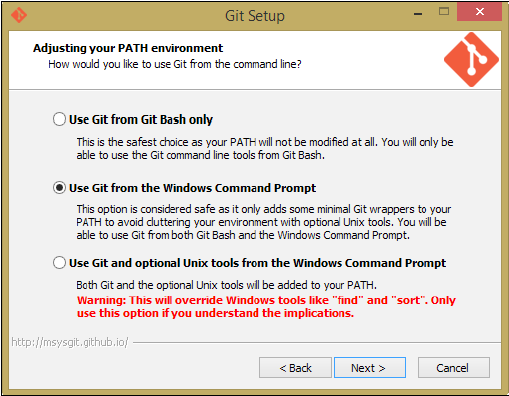 Git Setup
Adjusting your PATH environment
How would you like to use Git from the command line?
Use Git from Git Bash only
This is the safest choice as your PATH will not be modified at all. You will only be
able to use the Git command line tools from Git Bash.
Use Git from the Windows Command Prompt
This option is considered safe as it only adds some minimal Git wrappers to your
PATH to avoid cluttering your environment with optional Unix tools. You will be
able to use Git from both Git Bash and the Windows Command Prompt.
Use Git and optional Unix tools from the Windows Command Prompt
Both Git and the optional Unix tools will be added to your PATH.
Warning: This will override Windows tools like "find" and "sort". Only
use this option if you understand the implications.
http://msysgit.github.io/
< Back
Next >
Cancel